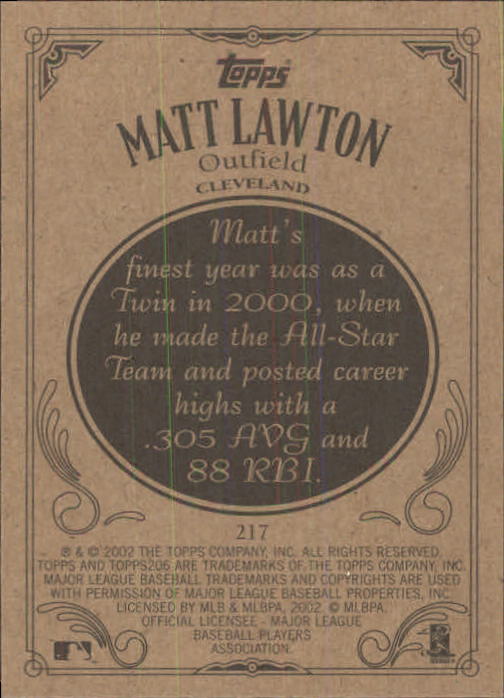 Topps
MATT LAWTON
Outfield
CLEVELAND
Matt's
finest year was as a
Twin in 2000, when
he made the All-Star
Team and posted career
highs with a
.305 AVG and
88 RBI.
217
® & © 2002 THE TOPPS COMPANY, INC. ALL RIGHTS RESERVED.
TOPPS AND TOPPS206 ARE TRADEMARKS OF THE TOPPS COMPANY, INC.
MAJOR LEAGUE BASEBALL TRADEMARKS AND COPYRIGHTS ARE USED
WITH PERMISSION OF MAJOR LEAGUE BASEBALL PROPERTIES, INC.
LICENSED BY MLB & MLBPA, 2002. © MLBPA.
OFFICIAL LICENSEE - MAJOR LEAGUE
BASEBALL PLAYERS
ASSOCIATION.